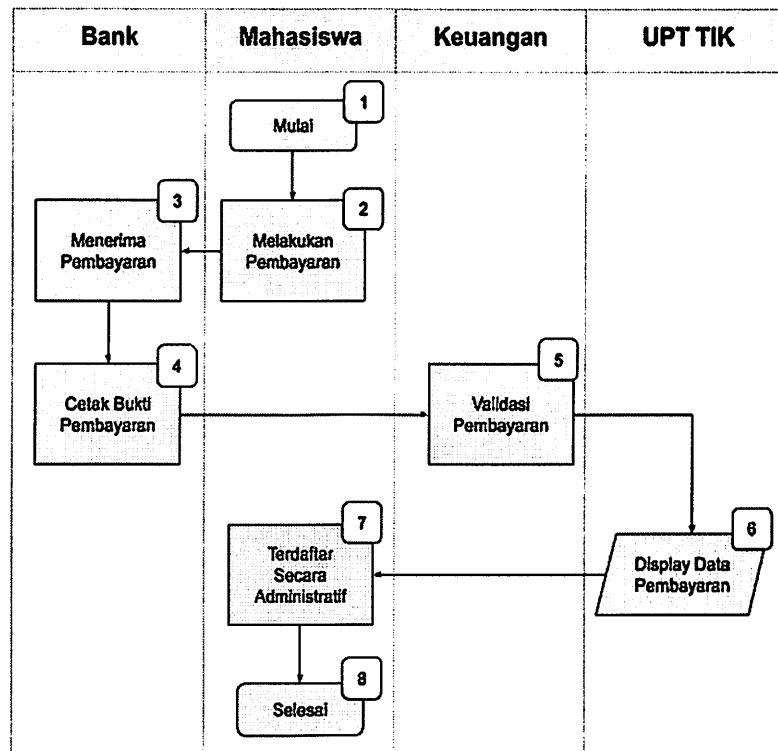 Bank Mahasiswa Keuangan UPT TIK
1
Mulai
2
Melakukan
Pembayaran
3
Menerima
Pembayaran
4
Cetak Bukti
Pembayaran
5
Validasi
Pembayaran
6
Display Data
Pembayaran
7
Terdaftar
Secara
Administratif
8
Selesai